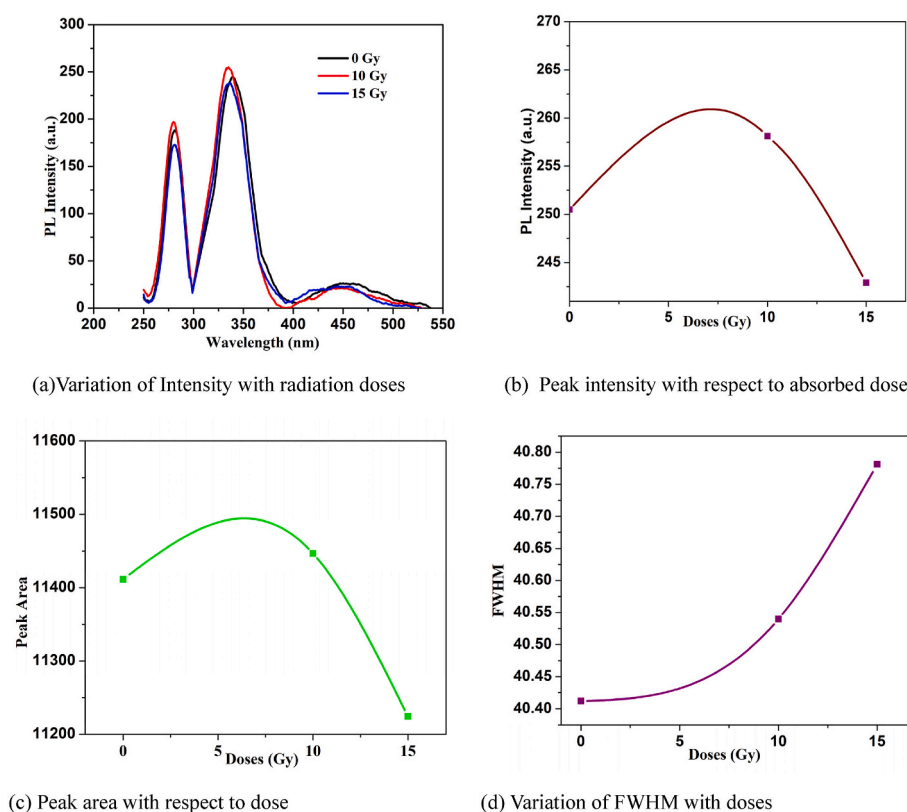 300
250
200
150
100
50
0
PL Intensity (a.u.)
0 Gy
10 Gy
15 Gy
200 250 300 350 400 450 500 550
Wavelength (nm)
(a)Variation of Intensity with radiation doses
270
265
260
255
250
245
PL Intensity (a.u.)
0 5 10 15
Doses (Gy)
(b) Peak intensity with respect to absorbed dose
11600
11500
11400
11300
11200
Peak Area
0 5 10 15
Doses (Gy)
(c) Peak area with respect to dose
40.80
40.75
40.70
40.65
40.60
40.55
40.50
40.45
40.40
FWHM
0 5 10 15
Doses (Gy)
(d) Variation of FWHM with doses